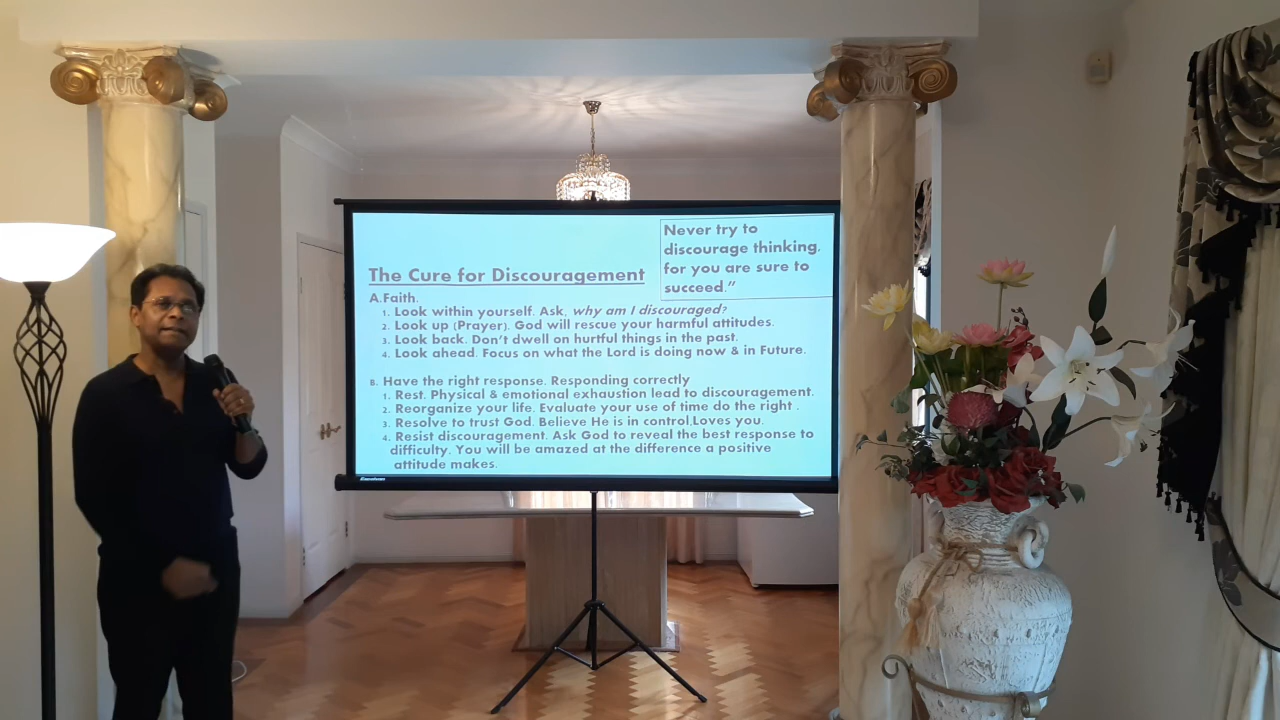 Never try to
discourage thinking,
for you are sure to
succeed.”
The Cure for Discouragement
A.Faith.
1. Look within yourself. Ask, why am I discouraged?
2. Look up (Prayer). God will rescue your harmful attitudes.
3. Look back. Don't dwell on hurtful things in the past.
4. Look ahead. Focus on what the Lord is doing now & in Future.
B. Have the right response. Responding correctly
1. Rest. Physical & emotional exhaustion lead to discouragement.
2. Reorganize your life. Evaluate your use of time do the right .
3. Resolve to trust God. Believe He is in control.Loves you.
4. Resist discouragement. Ask God to reveal the best response to
difficulty. You will be amazed at the difference a positive
attitude makes.